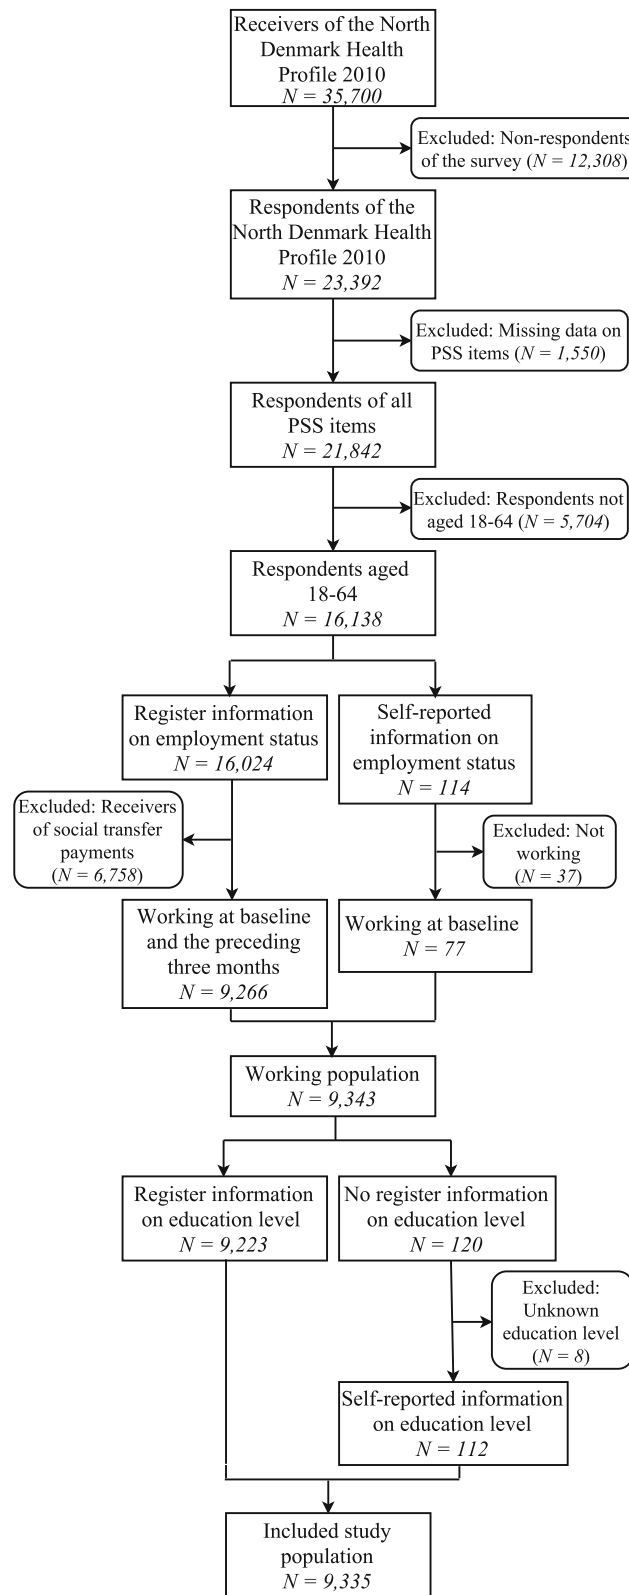 Receivers of the North
Denmark Health
Profile 2010
N = 35,700
Excluded: Non-respondents
of the survey (N = 12,308)
Respondents of the
North Denmark Health
Profile 2010
N = 23,392
Excluded: Missing data on
PSS items (N = 1,550)
Respondents of all
PSS items
N = 21,842
Excluded: Respondents not
aged 18-64 (N = 5,704)
Respondents aged
18-64
N = 16,138
Register information
on employment status
N = 16,024
Self-reported
information on
employment status
N = 114
Excluded: Receivers
of social transfer
payments
(N = 6,758)
Excluded: Not
working
(N = 37)
Working at baseline
and the preceding
three months
N = 9,266
Working at baseline
N = 77
Working population
N = 9,343
Register information
on education level
N = 9,223
No register information
on education level
N = 120
Excluded:
Unknown
education level
(N = 8)
Self-reported information
on education level
N = 112
Included study
population
N = 9,335